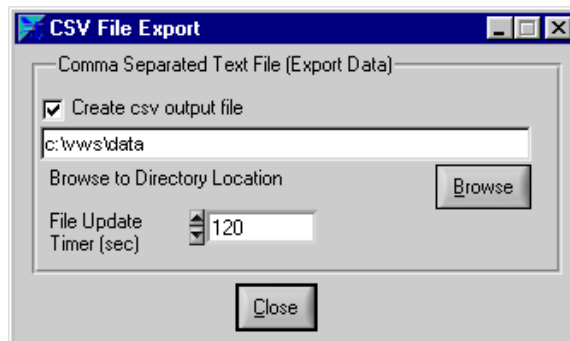 CSV File Export
Comma Separated Text File (Export Data)
Create csv output file
c:\vws\data
Browse to Directory Location
Browse
File Update
Timer (sec)
120
Close